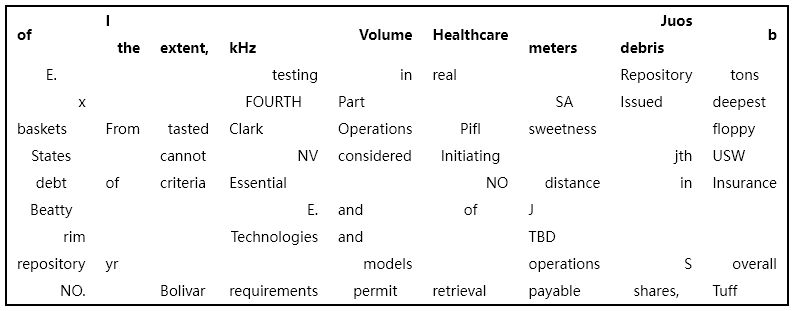 I Juos
of Volume Healthcare b
the extent, kHz meters debris
E. testing in real Repository tons
x FOURTH Part SA Issued deepest
baskets From tasted Clark Operations Pifl sweetness floppy
States cannot NV considered Initiating jth USW
debt of criteria Essential NO distance in Insurance
Beatty E. and of J
rim Technologies and TBD
repository yr models operations S overall
NO. Bolivar requirements permit retrieval payable shares, Tuff